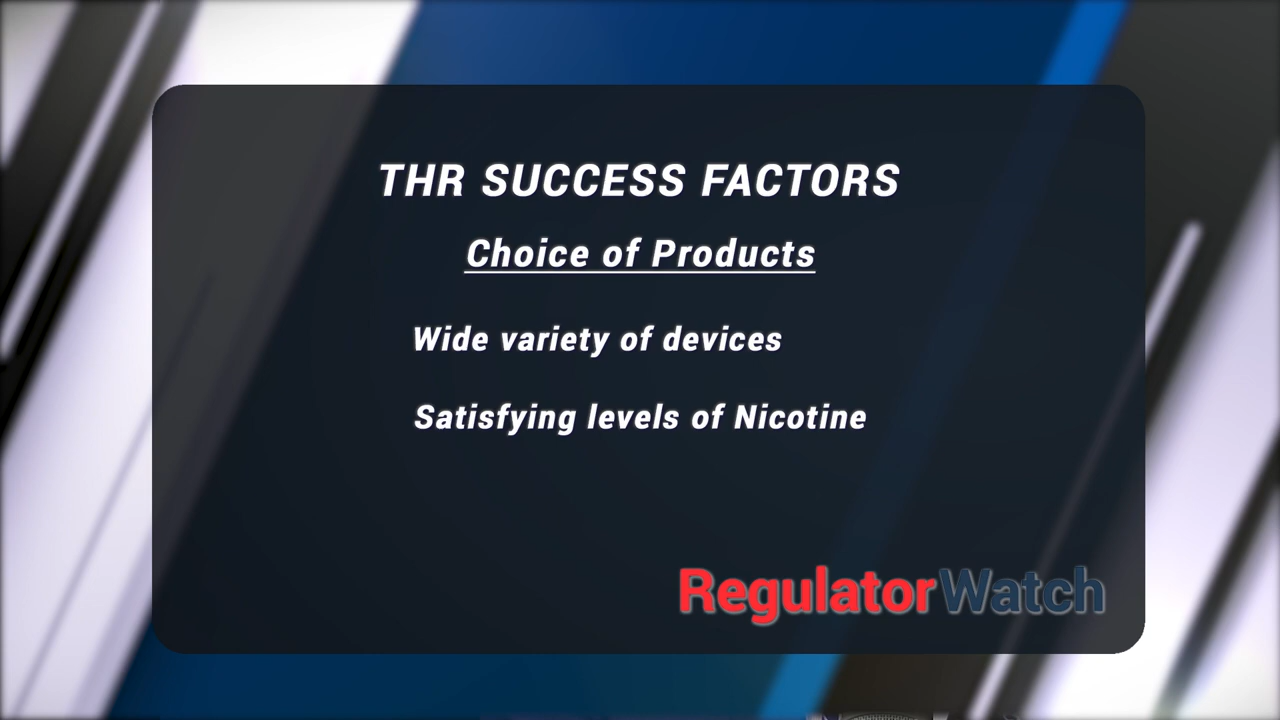 THR SUCCESS FACTORS
Choice of Products
Wide variety of devices
Satisfying levels of Nicotine
RegulatorWatch